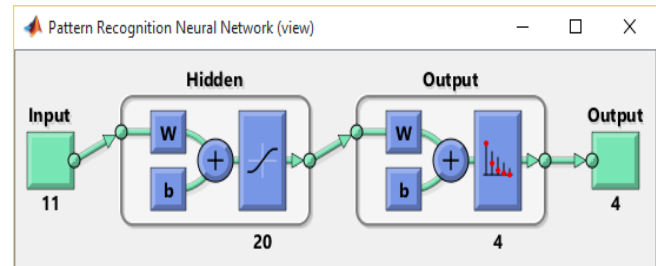 Pattern Recognition Neural Network (view)
Hidden
Output
Input
Output
W
b
+
W
b
+
11
20
4
4